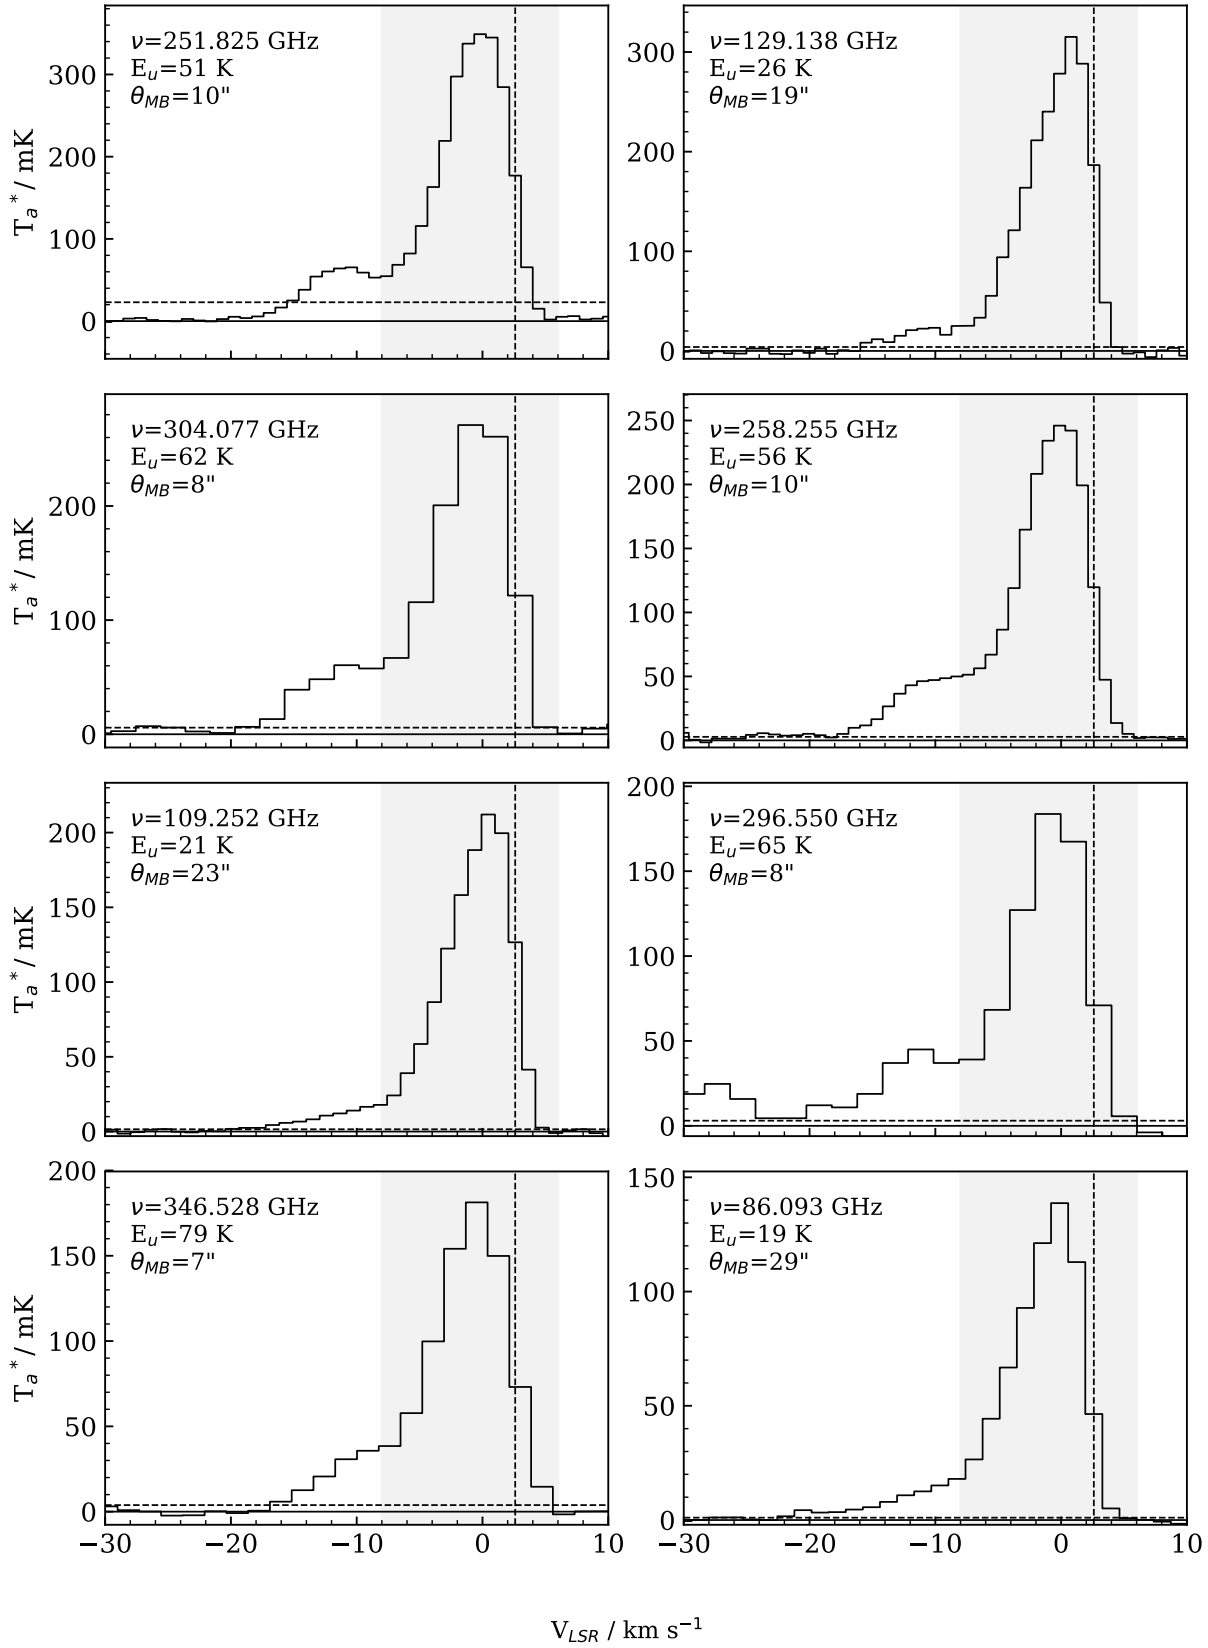 ν=251.825 GHz
E_u=51 K
θ_MB=10"
300
200
100
0
T_a* / mK
ν=129.138 GHz
E_u=26 K
θ_MB=19"
300
200
100
0
ν=304.077 GHz
E_u=62 K
θ_MB=8"
200
100
0
T_a* / mK
ν=258.255 GHz
E_u=56 K
θ_MB=10"
250
200
150
100
50
0
ν=109.252 GHz
E_u=21 K
θ_MB=23"
200
150
100
50
0
T_a* / mK
ν=296.550 GHz
E_u=65 K
θ_MB=8"
200
150
100
50
0
ν=346.528 GHz
E_u=79 K
θ_MB=7"
200
150
100
50
0
T_a* / mK
−30 −20 −10 0 10
ν=86.093 GHz
E_u=19 K
θ_MB=29"
150
100
50
0
−30 −20 −10 0 10
V_LSR / km s⁻¹